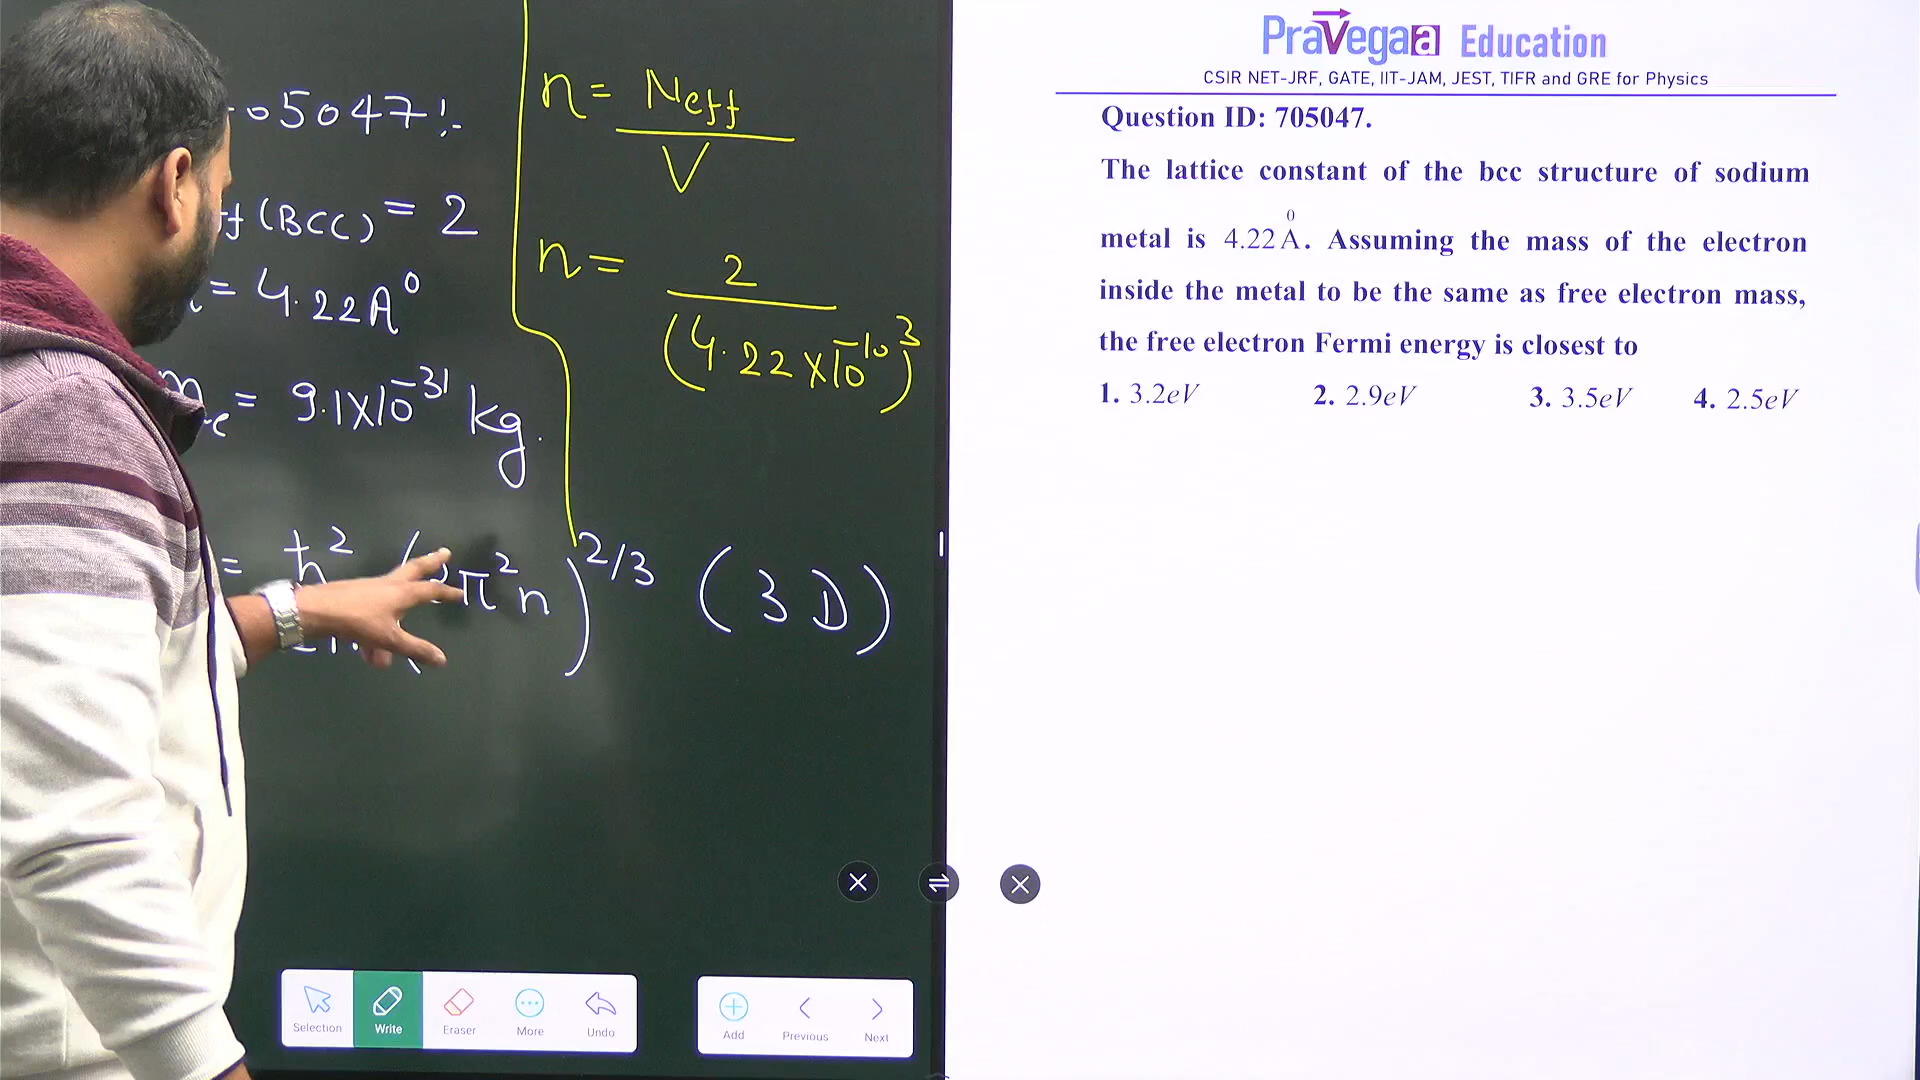 05047!-
f (BCC) = 2
= 4.22A⁰
= 9.1×10⁻³¹ kg.
= ħ² ( π²n )^2/3 (3D)
n = Neff / V
n = 2 / (4.22×10⁻¹⁰)³
PraVegaa Education
CSIR NET-JRF, GATE, IIT-JAM, JEST, TIFR and GRE for Physics
Question ID: 705047.
The lattice constant of the bcc structure of sodium
metal is 4.22 A⁰. Assuming the mass of the electron
inside the metal to be the same as free electron mass,
the free electron Fermi energy is closest to
1. 3.2eV 2. 2.9eV 3. 3.5eV 4. 2.5eV
Selection Write Eraser More Undo
Add Previous Next